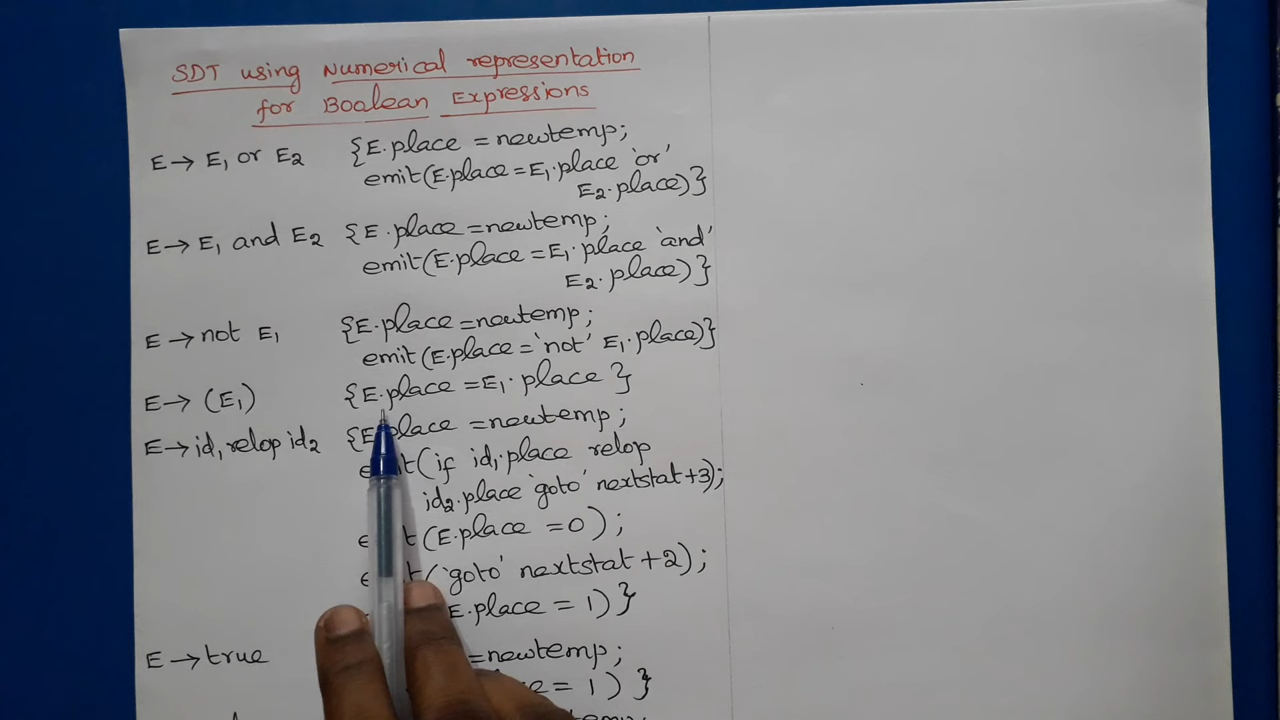 SDT using Numerical representation
for Boolean Expressions
E→ E1 or E2 {E.place = newtemp;
emit(E.place = E1.place 'or'
E2.place)}
E→ E1 and E2 {E.place = newtemp;
emit(E.place = E1.place 'and'
E2.place)}
E→ not E1 {E.place = newtemp;
emit(E.place = 'not' E1.place)}
E→ (E1) {E.place = E1.place }
E→ id1 relop id2 {E.place = newtemp;
(if id1.place relop
id2.place 'goto' nextstat+3);
(E.place = 0);
('goto' nextstat + 2);
E.place = 1)}
E→ true =newtemp;
= 1) }